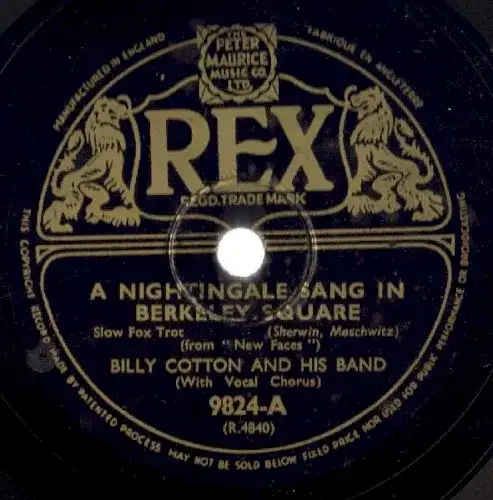 THE
PETER
MAURICE
MUSIC CO.
LTD.
MANUFACTURED IN ENGLAND
FABRIQUE EN ANGLETERRE
REX
REGD. TRADE MARK
A NIGHTINGALE SANG IN
BERKELEY SQUARE
Slow Fox Trot (Sherwin, Maschwitz)
(from "New Faces")
BILLY COTTON AND HIS BAND
(With Vocal Chorus)
9824-A
(R.4840)
THIS COPYRIGHT RECORD MADE BY PATENTED PROCESS MAY NOT BE SOLD BELOW FIXED PRICE NOR USED FOR PUBLIC PERFORMANCE OR BROADCASTING